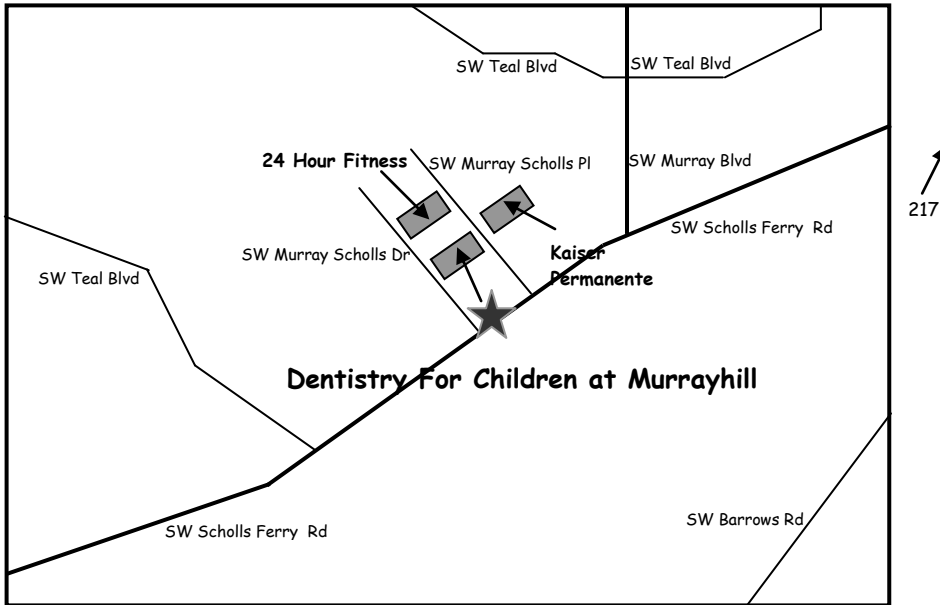 SW Teal Blvd
SW Teal Blvd
24 Hour Fitness
SW Murray Scholls Pl
SW Murray Blvd
217
SW Scholls Ferry Rd
SW Murray Scholls Dr
Kaiser
Permanente
SW Teal Blvd
Dentistry For Children at Murrayhill
SW Barrows Rd
SW Scholls Ferry Rd